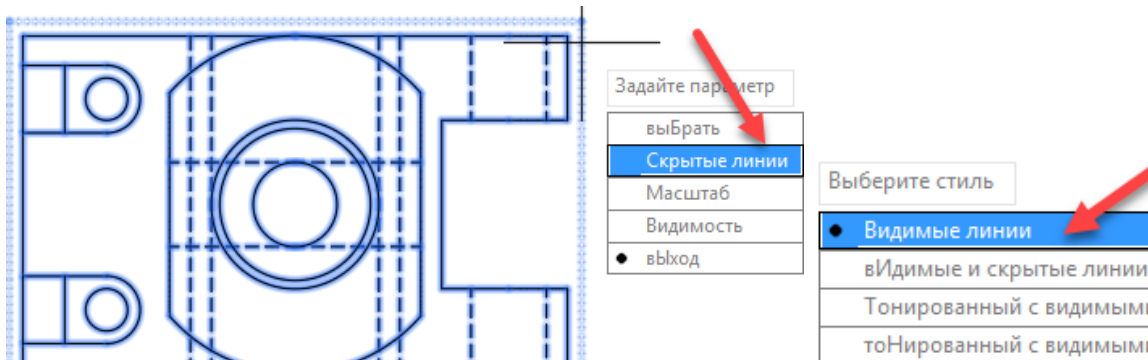 Задайте параметр
выБрать
Скрытые линии
Масштаб
Видимость
вЫход
Выберите стиль
Видимые линии
вИдимые и скрытые линии
Тонированный с видимыми
тоНированный с видимыми